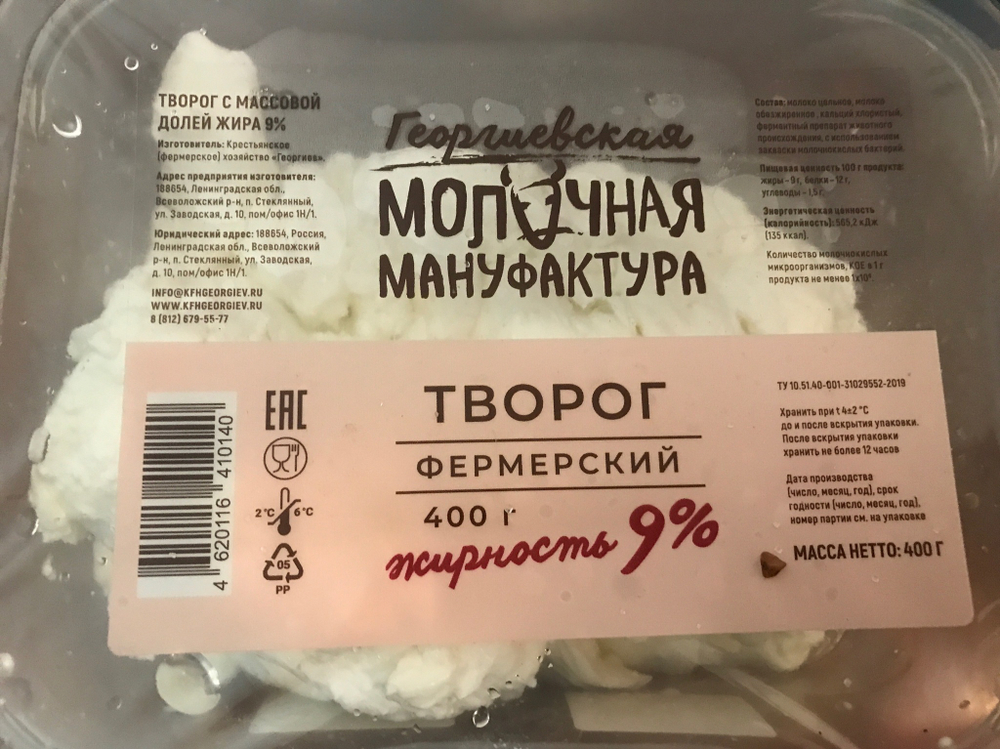 ТВОРОГ С МАССОВОЙ
ДОЛЕЙ ЖИРА 9%
Изготовитель: Крестьянское
(фермерское) хозяйство «Георгиев».
Адрес предприятия изготовителя:
188654, Ленинградская обл.,
Всеволожский р-н, п. Стеклянный,
ул. Заводская, д. 10, пом/офис 1Н/1.
Юридический адрес: 188654, Россия,
Ленинградская обл., Всеволожский
р-н, п. Стеклянный, ул. Заводская,
д. 10, пом/офис 1Н/1.
INFO@KFHGEORGIEV.RU
WWW.KFHGEORGIEV.RU
8 (812) 679-55-77
Георгиевская
МОЛОЧНАЯ
МАНУФАКТУРА
Состав: молоко цельное, молоко
обезжиренное, кальций хлористый,
ферментный препарат животного
происхождения, с использованием
закваски молочнокислых бактерий.
Пищевая ценность 100 г продукта:
жиры - 9 г, белки - 12 г,
углеводы - 1,5 г.
Энергетическая ценность
(калорийность): 565,2 кДж
(135 ккал).
Количество молочнокислых
микроорганизмов, КОЕ в 1 г
продукта не менее 1х10⁶.
4 620116 410140
EAC
2°C 6°C
05
PP
ТВОРОГ
ФЕРМЕРСКИЙ
400 г
жирность 9%
ТУ 10.51.40-001-31029552-2019
Хранить при t 4±2 °C
до и после вскрытия упаковки.
После вскрытия упаковки
хранить не более 12 часов
Дата производства
(число, месяц, год), срок
годности (число, месяц, год),
номер партии см. на упаковке
МАССА НЕТТО: 400 Г